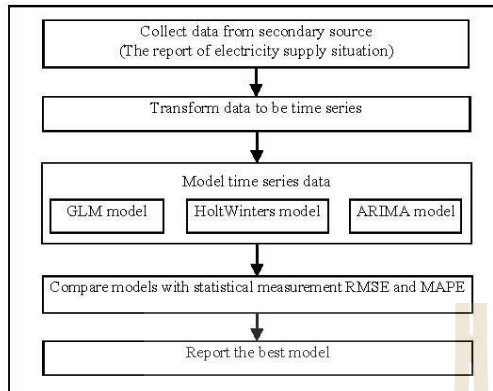 Collect data from secondary source
(The report of electricity supply situation)
Transform data to be time series
Model time series data
GLM model
HoltWinters model
ARIMA model
Compare models with statistical measurement RMSE and MAPE
Report the best model